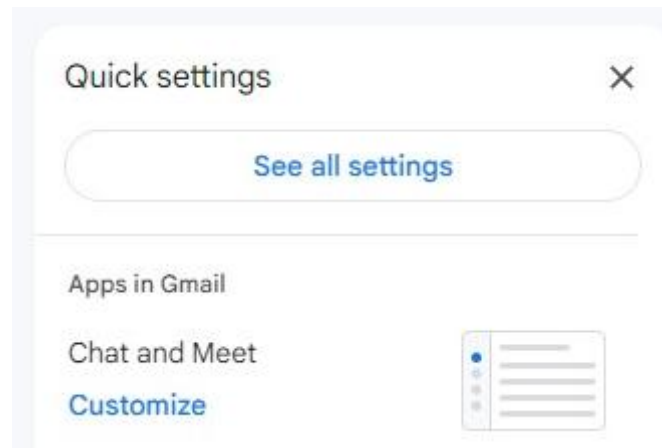 Quick settings
See all settings
Apps in Gmail
Chat and Meet
Customize